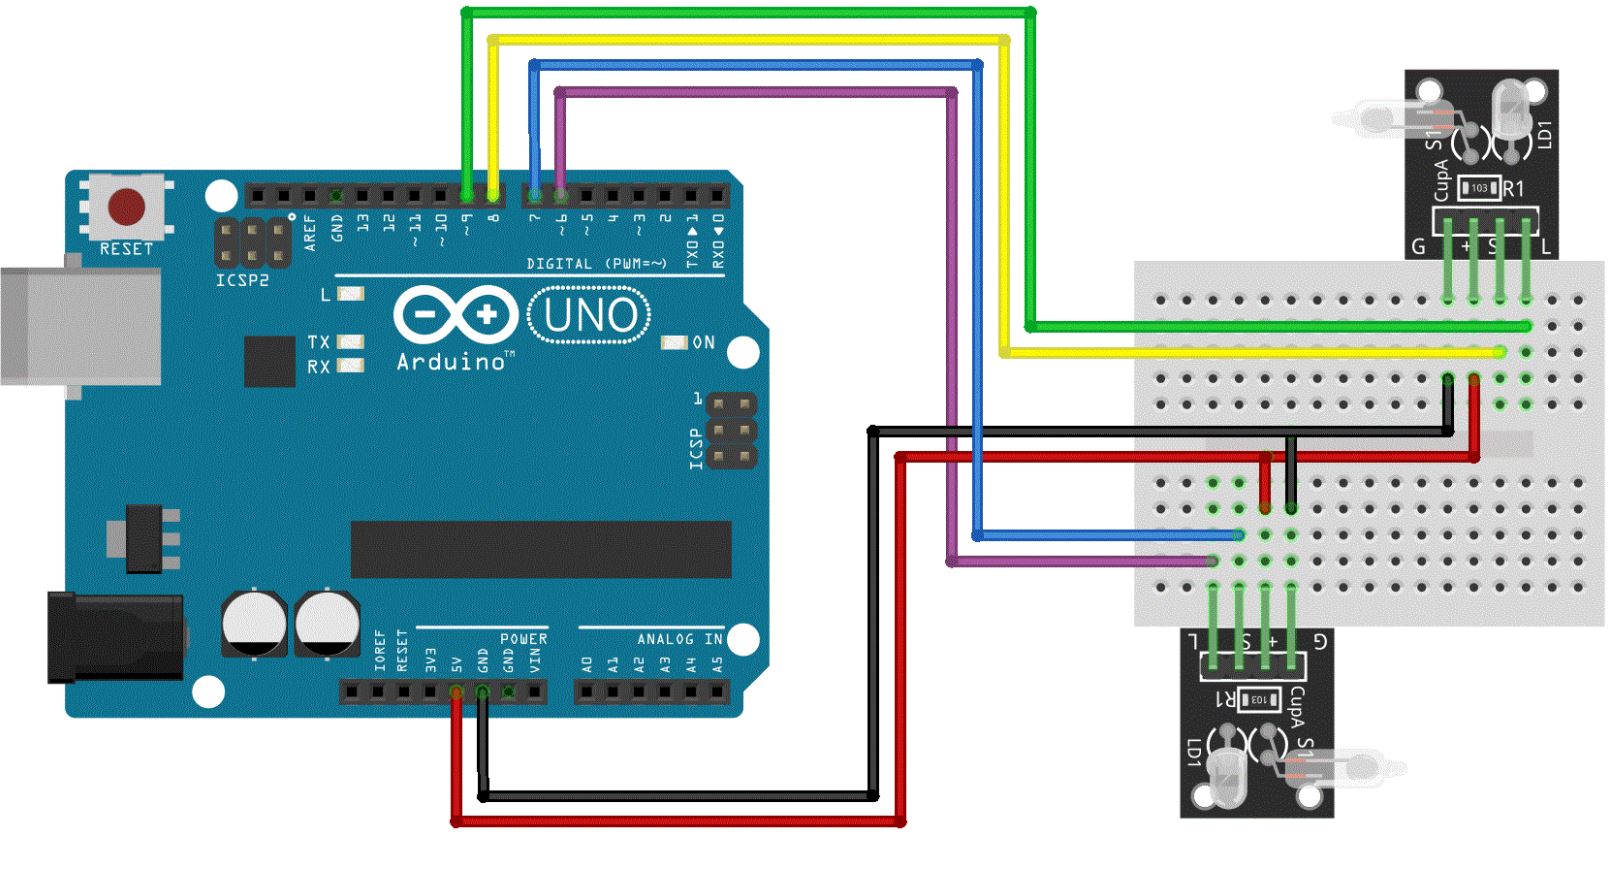 RESET
ICSP2
AREF
GND
13
12
~11
~10
~9
8
7
~6
~5
4
~3
2
TX0▶1
RX0◀0
DIGITAL (PWM=~)
L
TX
RX
UNO
Arduino™
ON
1
ICSP
IOREF
RESET
3V3
5V
GND
GND
VIN
POWER
ANALOG IN
A0
A1
A2
A3
A4
A5
S1
LD1
CupA
103
R1
G + S L
L S + G
R1
103
CupA
LD1
S1